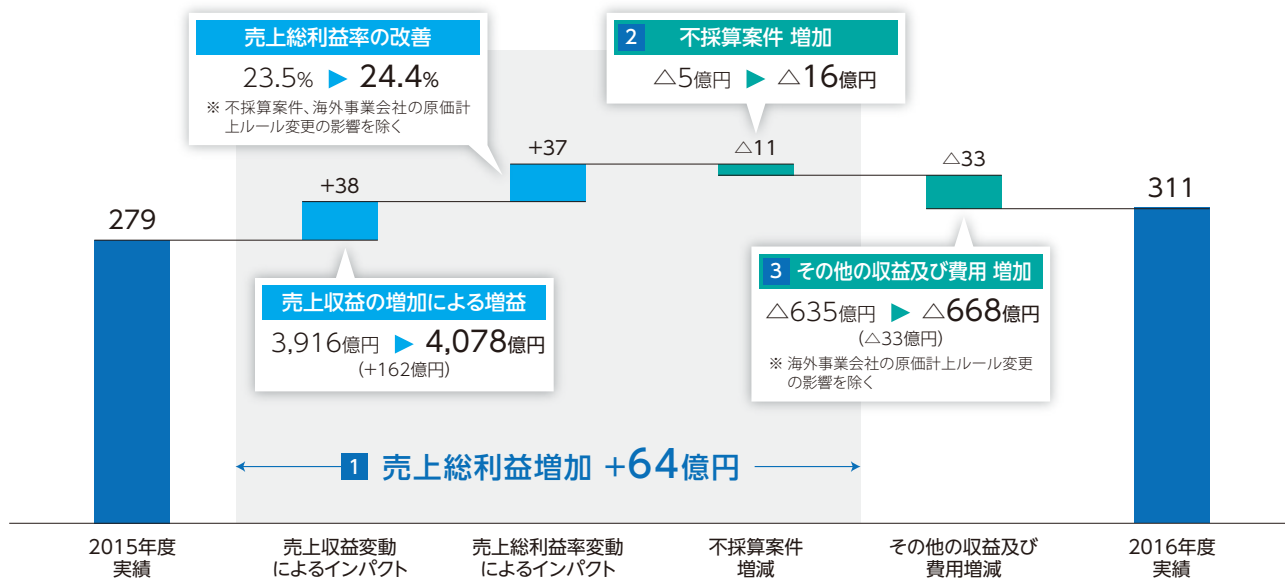 売上総利益率の改善
23.5% ▶ 24.4%
※ 不採算案件、海外事業会社の原価計
上ルール変更の影響を除く
2 不採算案件 増加
△5億円 ▶ △16億円
279
+38
+37
△11
△33
311
売上収益の増加による増益
3,916億円 ▶ 4,078億円
(+162億円)
3 その他の収益及び費用 増加
△635億円 ▶ △668億円
(△33億円)
※ 海外事業会社の原価計上ルール変更
の影響を除く
1 売上総利益増加 +64億円
2015年度
実績
売上収益変動
によるインパクト
売上総利益率変動
によるインパクト
不採算案件
増減
その他の収益及び
費用増減
2016年度
実績